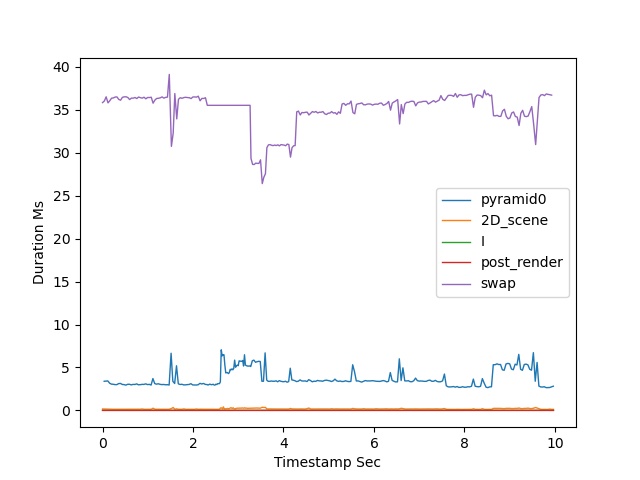 40
35
30
25
20
15
10
5
0
Duration Ms
pyramid0
2D_scene
I
post_render
swap
0
2
4
6
8
10
Timestamp Sec